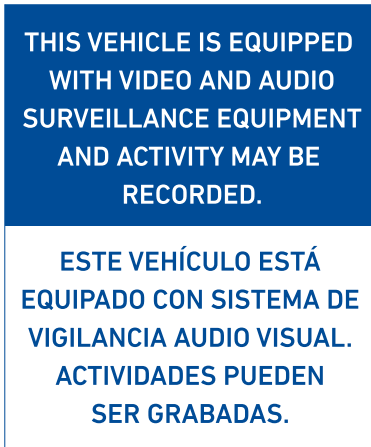 THIS VEHICLE IS EQUIPPED
WITH VIDEO AND AUDIO
SURVEILLANCE EQUIPMENT
AND ACTIVITY MAY BE
RECORDED.
ESTE VEHÍCULO ESTÁ
EQUIPADO CON SISTEMA DE
VIGILANCIA AUDIO VISUAL.
ACTIVIDADES PUEDEN
SER GRABADAS.